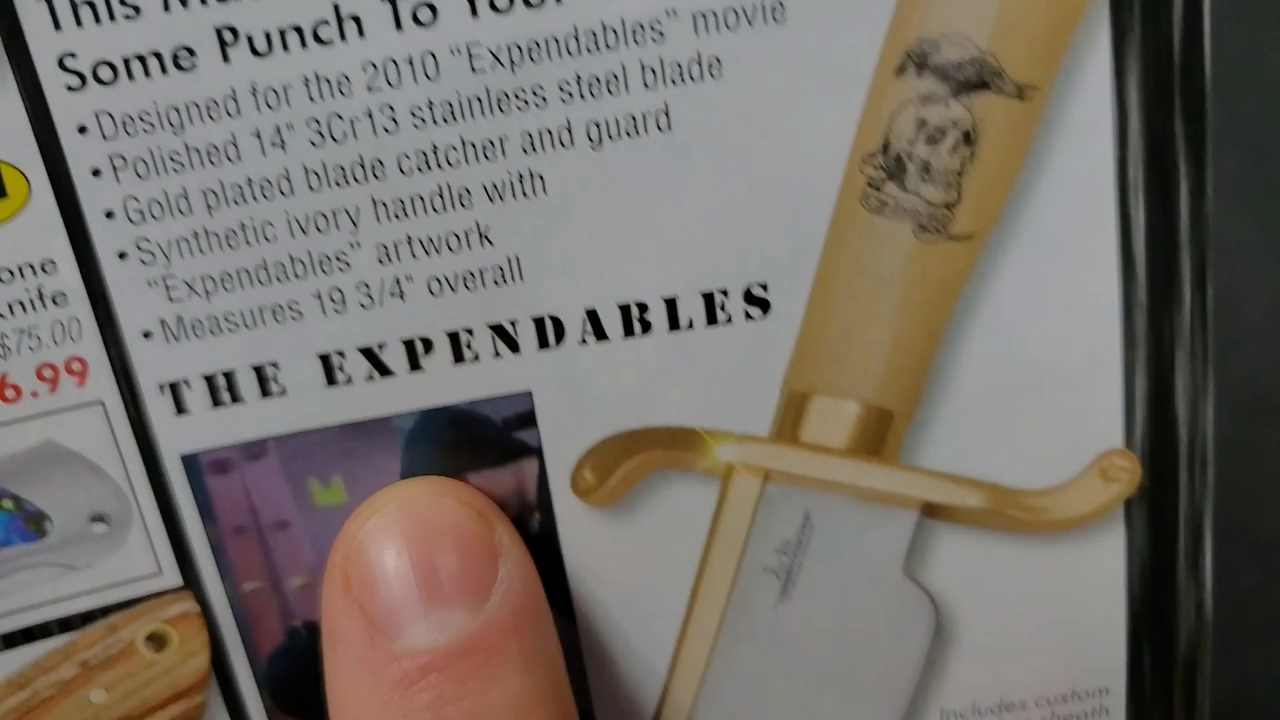 This
Some Punch To Your
• Designed for the 2010 "Expendables" movie
• Polished 14" 3Cr13 stainless steel blade
• Gold plated blade catcher and guard
• Synthetic ivory handle with
"Expendables" artwork
• Measures 19 3/4" overall
THE EXPENDABLES
one
$75.00
6.99
Includes custom